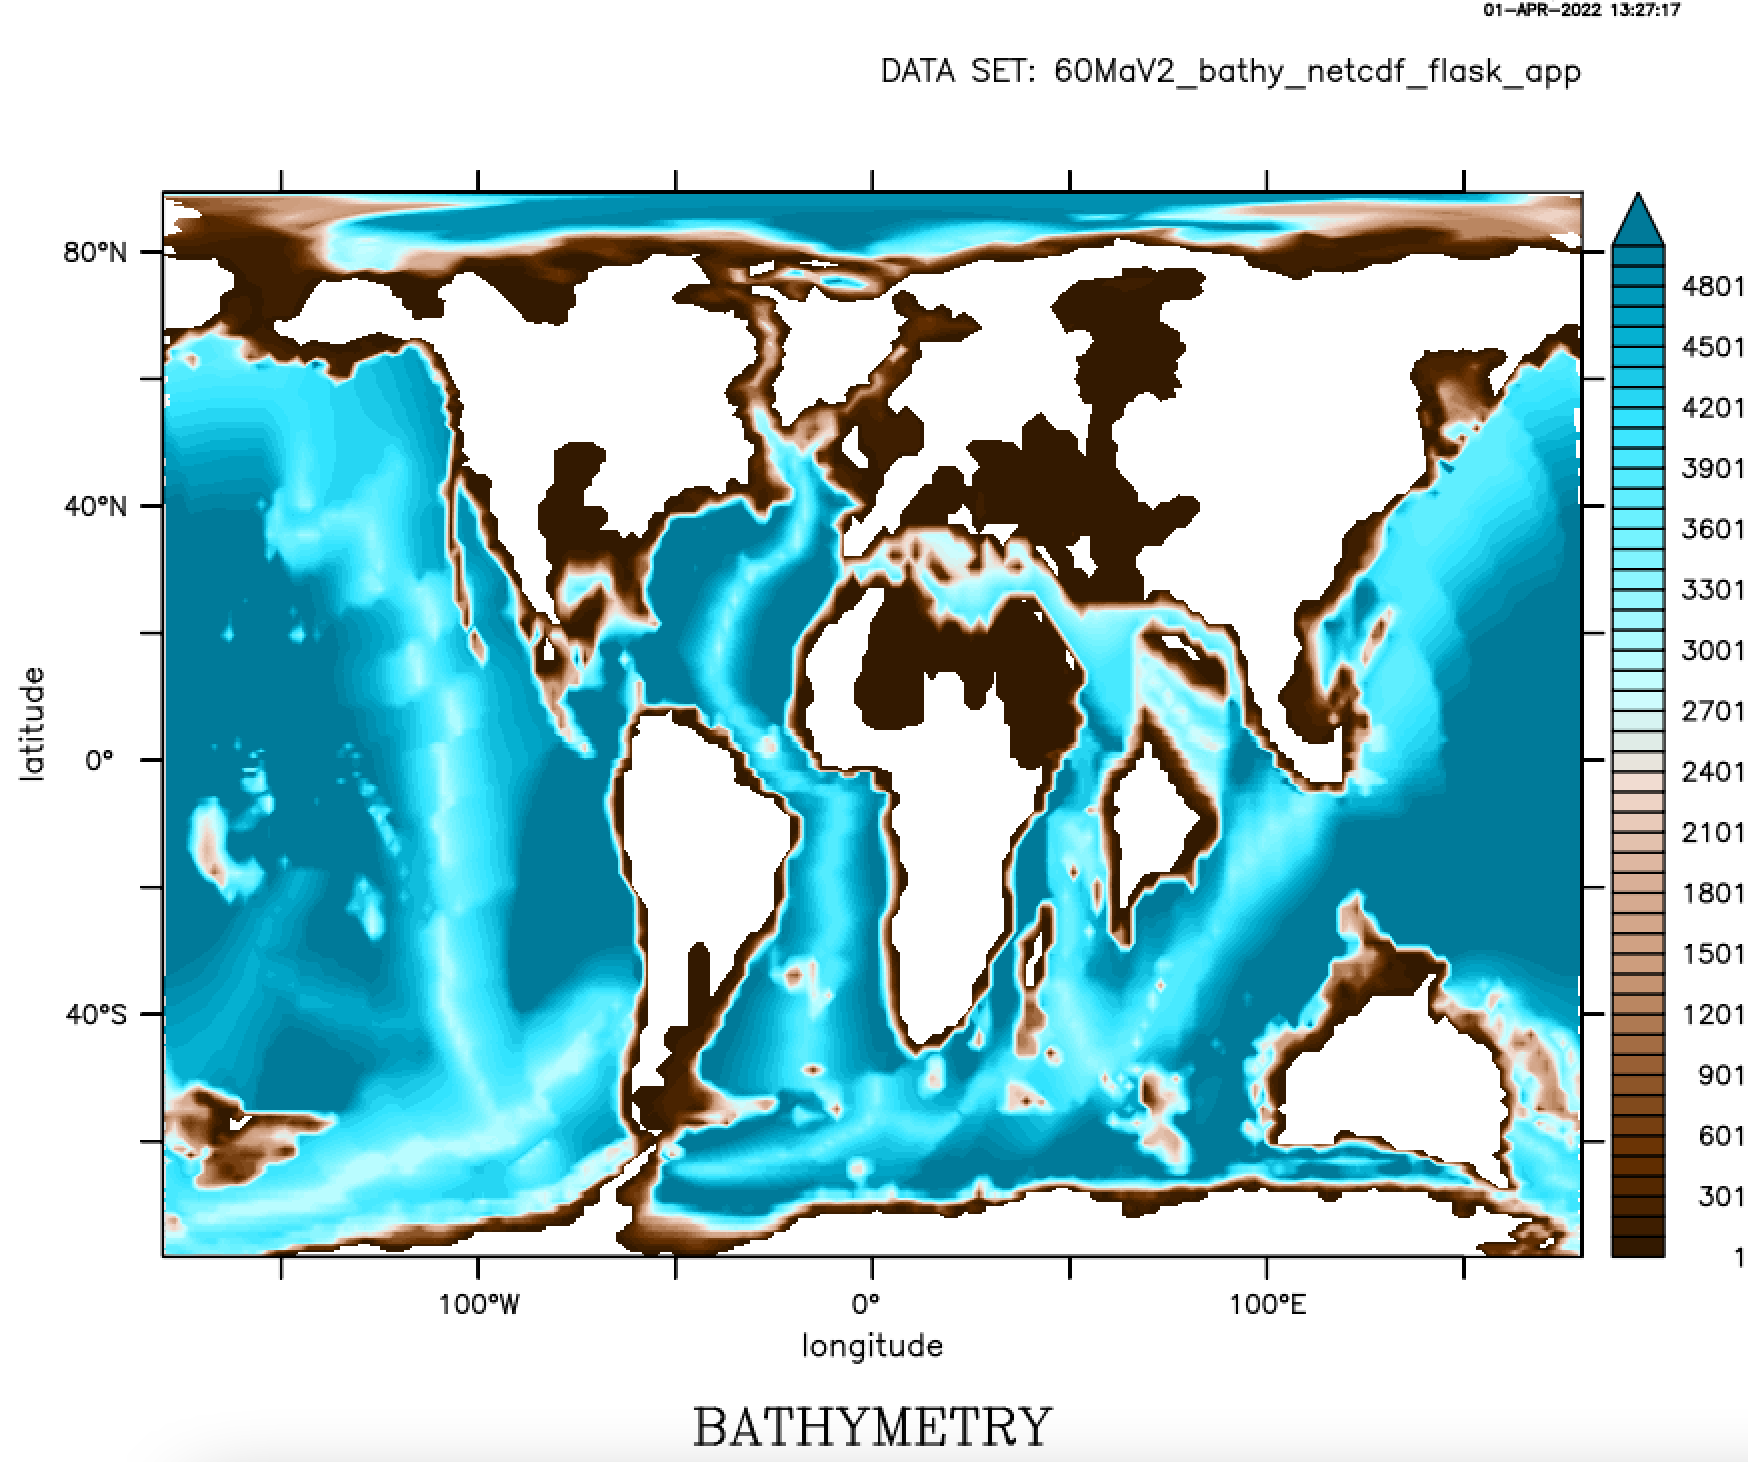 01-APR-2022 13:27:17
DATA SET: 60MaV2_bathy_netcdf_flask_app
80°N
40°N
0°
40°S
latitude
100°W
0°
100°E
longitude
4801
4501
4201
3901
3601
3301
3001
2701
2401
2101
1801
1501
1201
901
601
301
1
BATHYMETRY